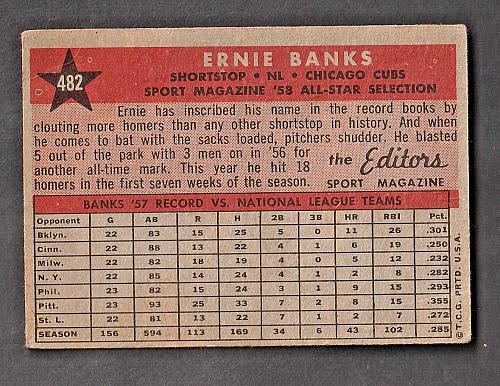 482
ERNIE BANKS
SHORTSTOP • NL • CHICAGO CUBS
SPORT MAGAZINE '58 ALL-STAR SELECTION
Ernie has inscribed his name in the record books by
clouting more homers than any other shortstop in history. And when
he comes to bat with the sacks loaded, pitchers shudder. He blasted
5 out of the park with 3 men on in '56 for
another all-time mark. This year he hit 18
homers in the first seven weeks of the season.
the Editors
SPORT MAGAZINE
BANKS '57 RECORD VS. NATIONAL LEAGUE TEAMS
Opponent G AB R H 2B 3B HR RBI Pct.
Bklyn. 22 83 15 25 5 0 11 26 .301
Cinn. 22 88 13 22 4 1 6 19 .250
Milw. 22 82 18 19 4 0 5 12 .232
N. Y. 22 85 14 24 4 1 2 8 .282
Phil. 23 82 15 24 3 1 9 15 .293
Pitt. 23 93 25 33 7 2 8 15 .355
St. L. 22 81 13 22 7 1 2 7 .272
SEASON 156 594 113 169 34 6 43 102 .285
© T.C.G. PRTD. U.S.A.